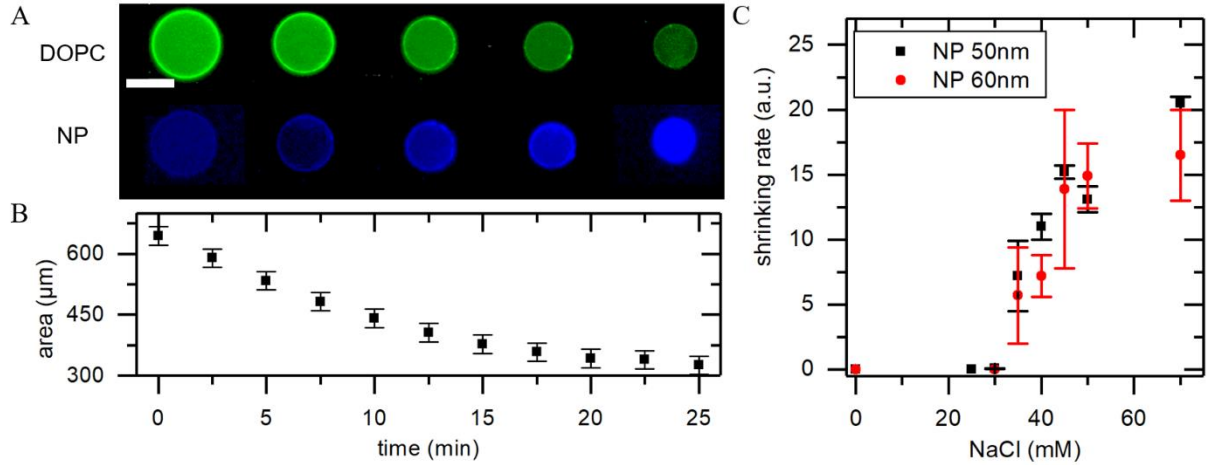 A
DOPC
NP
B
600
450
300
area (µm)
0 5 10 15 20 25
time (min)
C
NP 50nm
NP 60nm
25
20
15
10
5
0
shrinking rate (a.u.)
0 20 40 60
NaCl (mM)